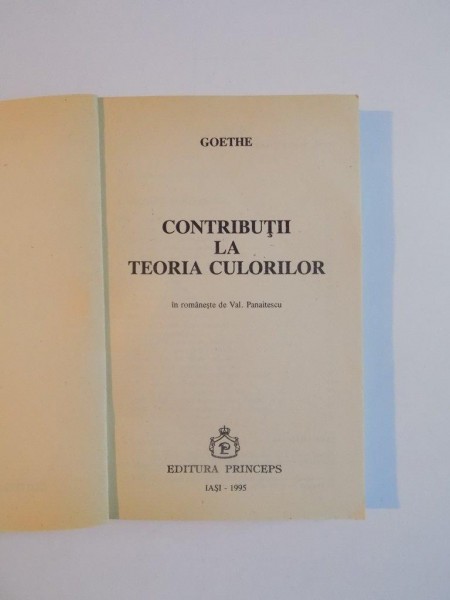 GOETHE
CONTRIBUŢII
LA
TEORIA CULORILOR
în româneşte de Val. Panaitescu
EDITURA PRINCEPS
IAŞI - 1995